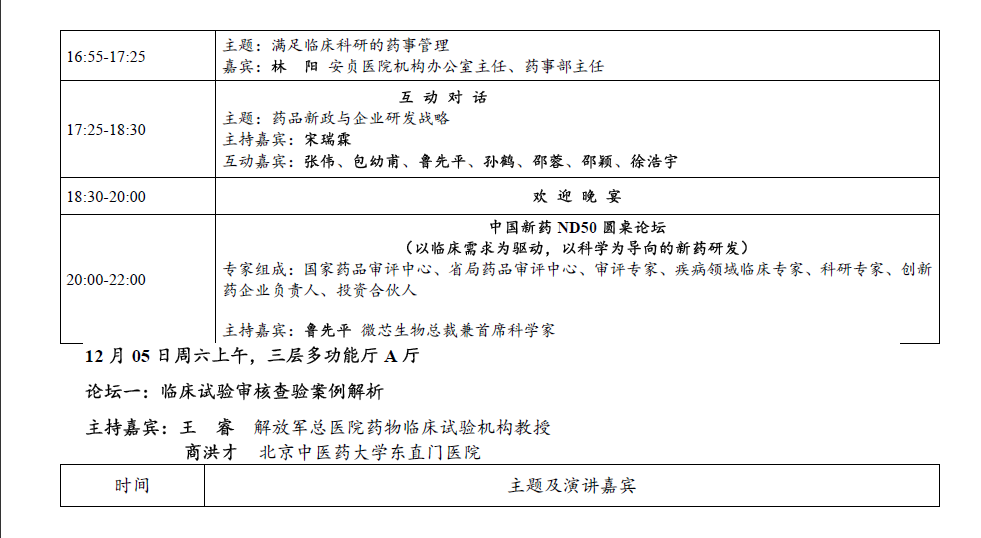 16:55-17:25
主题：满足临床科研的药事管理
嘉宾：林　阳 安贞医院机构办公室主任、药事部主任
17:25-18:30
互 动 对 话
主题：药品新政与企业研发战略
主持嘉宾：宋瑞霖
互动嘉宾：张伟、包幼甫、鲁先平、孙鹤、邵蓉、邵颖、徐浩宇
18:30-20:00
欢 迎 晚 宴
20:00-22:00
中国新药 ND50 圆桌论坛
（以临床需求为驱动，以科学为导向的新药研发）
专家组成：国家药品审评中心、省局药品审评中心、审评专家、疾病领域临床专家、科研专家、创新
药企业负责人、投资合伙人
主持嘉宾：鲁先平 微芯生物总裁兼首席科学家
12 月 05 日周六上午，三层多功能厅 A 厅
论坛一：临床试验审核查验案例解析
主持嘉宾：王　睿　解放军总医院药物临床试验机构教授
商洪才　北京中医药大学东直门医院
时间
主题及演讲嘉宾